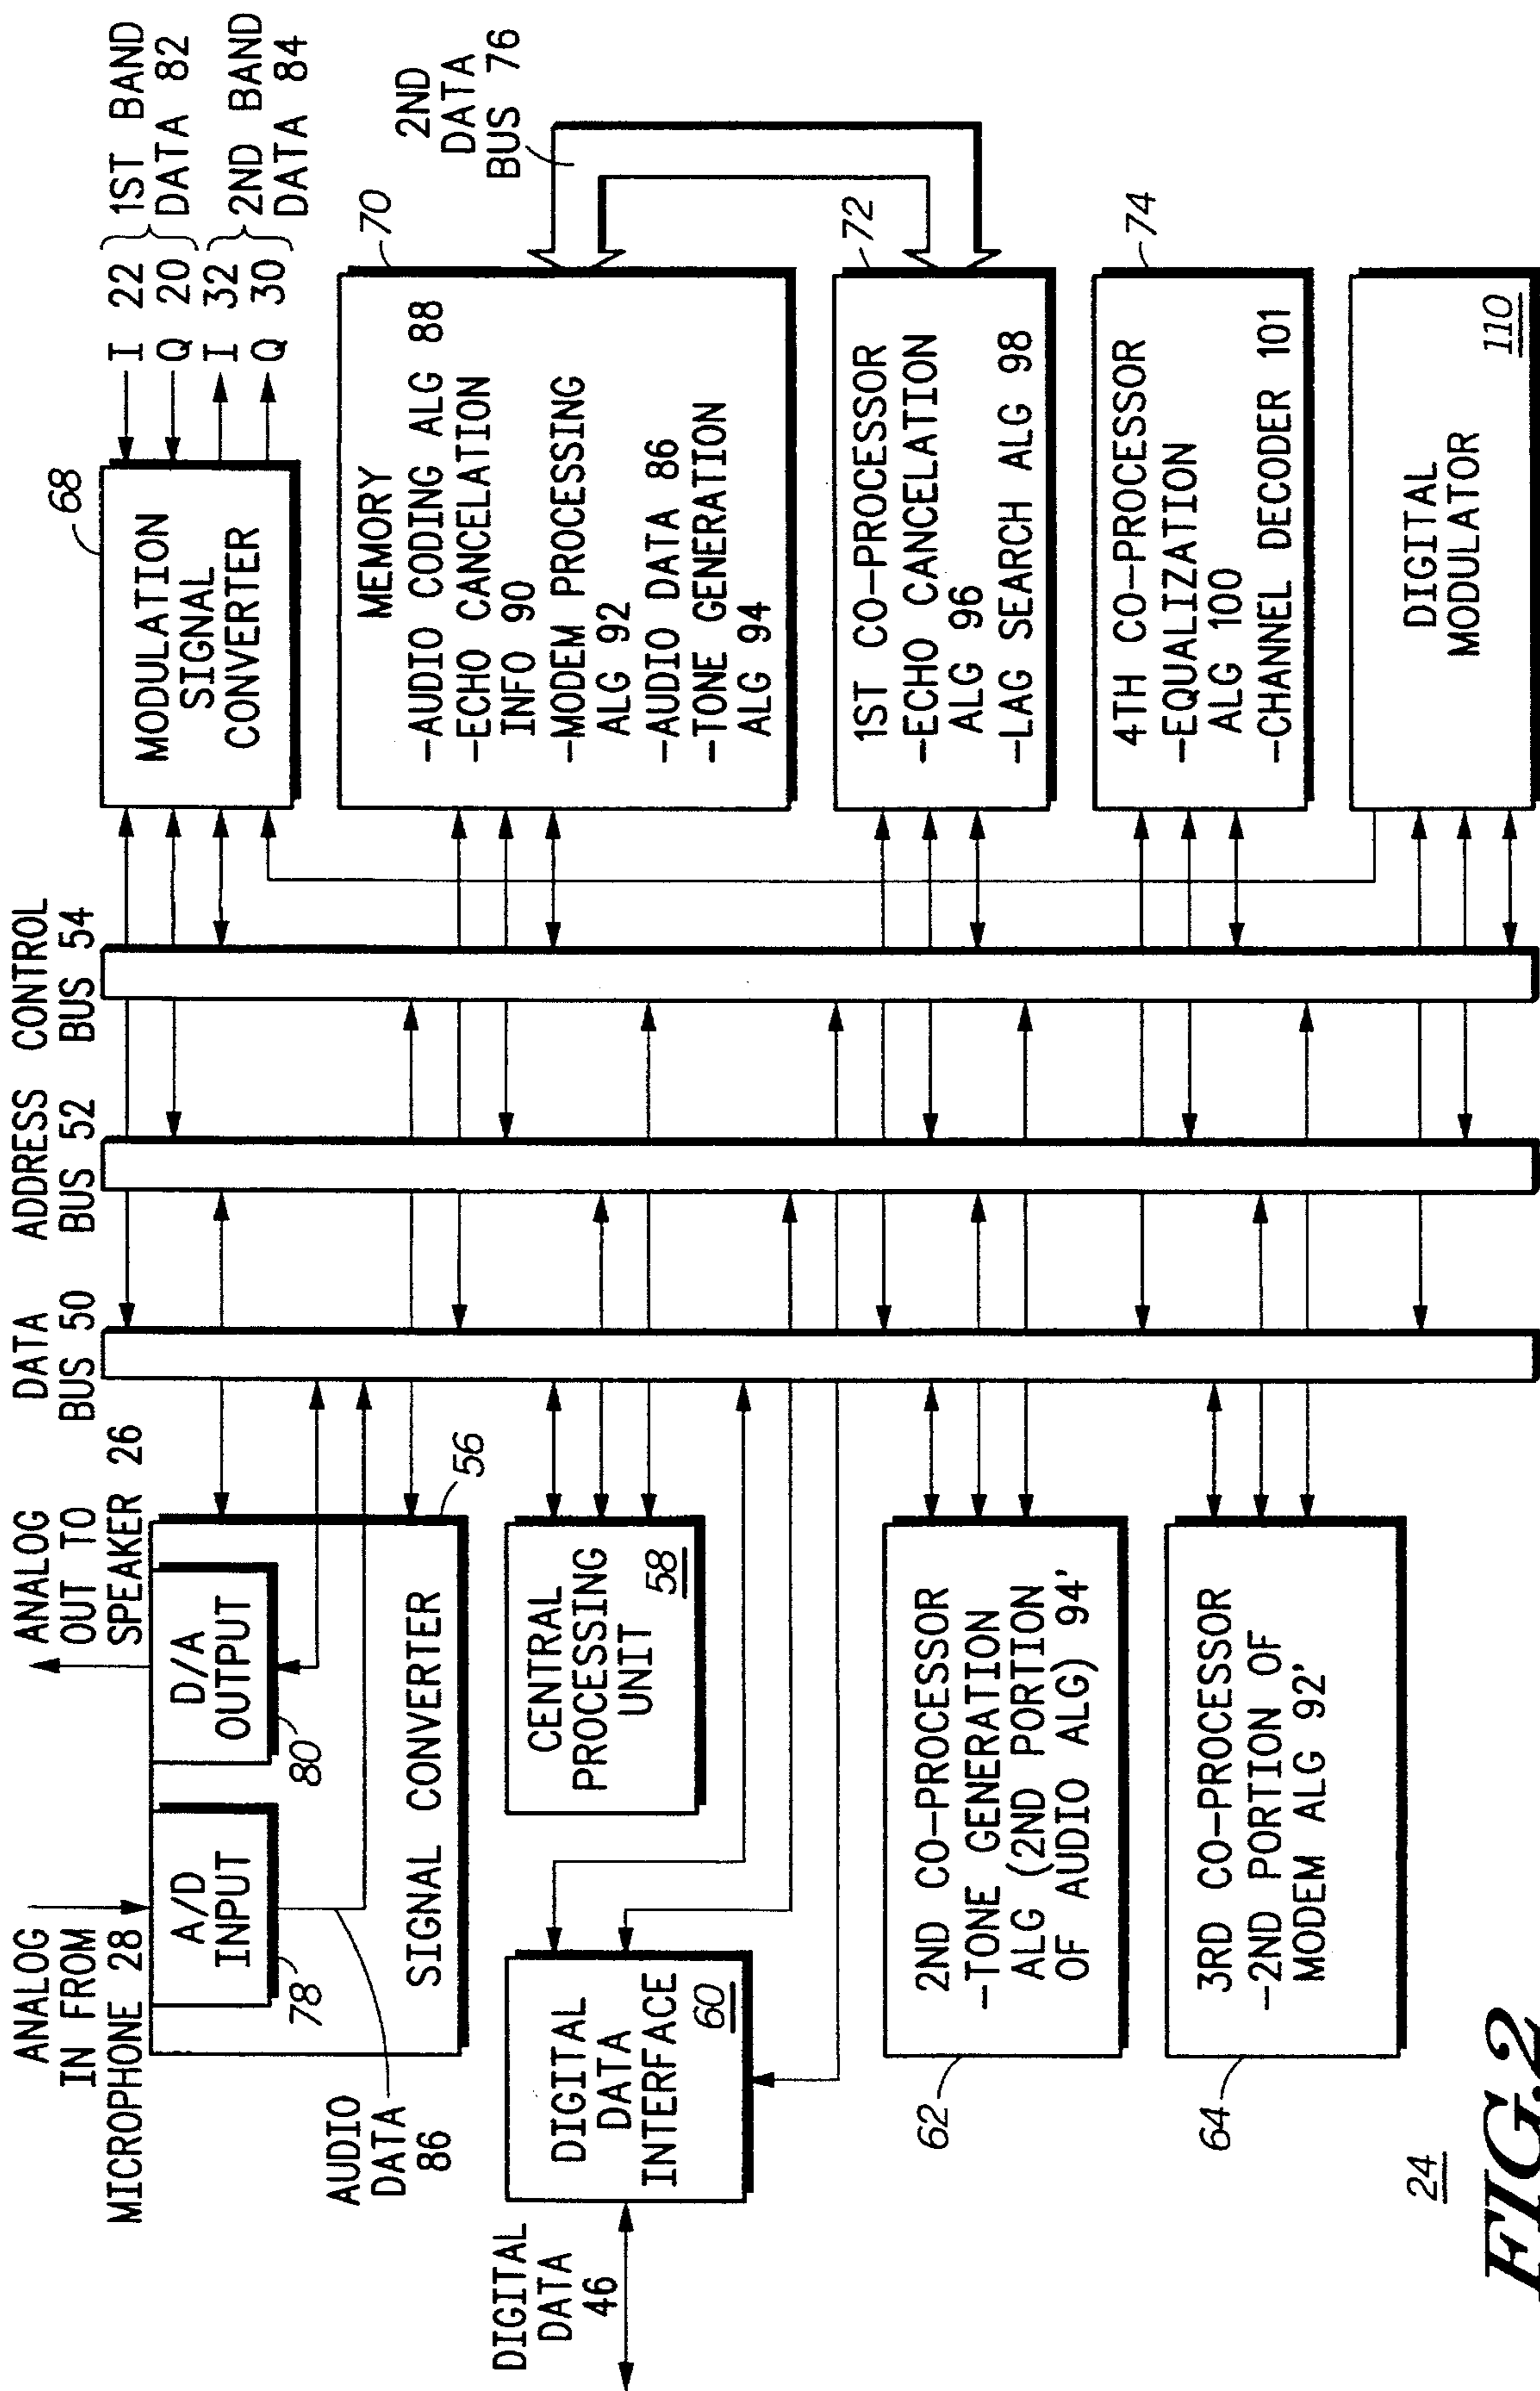 ANALOG
IN FROM
MICROPHONE 28
ANALOG
OUT TO
SPEAKER 26
DATA
BUS 50
ADDRESS
BUS 52
CONTROL
BUS 54
A/D
INPUT
78
D/A
OUTPUT
80
SIGNAL CONVERTER
56
AUDIO
DATA
86
CENTRAL
PROCESSING
UNIT
58
DIGITAL
DATA
INTERFACE
60
DIGITAL
DATA
46
2ND CO-PROCESSOR
-TONE GENERATION
ALG (2ND PORTION
OF AUDIO ALG) 94'
62
3RD CO-PROCESSOR
-2ND PORTION OF
MODEM ALG 92'
64
68
MODULATION
SIGNAL
CONVERTER
I 22
Q 20
1ST BAND
DATA 82
I 32
Q 30
2ND BAND
DATA 84
70
MEMORY
-AUDIO CODING ALG 88
-ECHO CANCELATION
INFO 90
-MODEM PROCESSING
ALG 92
-AUDIO DATA 86
-TONE GENERATION
ALG 94
2ND
DATA
BUS 76
72
1ST CO-PROCESSOR
-ECHO CANCELATION
ALG 96
-LAG SEARCH ALG 98
74
4TH CO-PROCESSOR
-EQUALIZATION
ALG 100
-CHANNEL DECODER 101
DIGITAL
MODULATOR
110
24
FIG.2